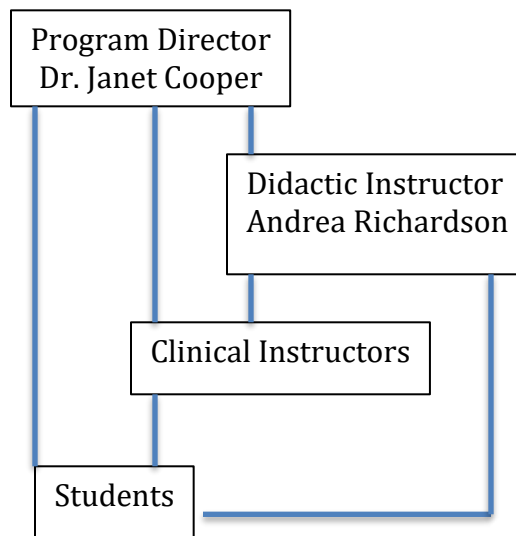 Program Director
Dr. Janet Cooper
Didactic Instructor
Andrea Richardson
Clinical Instructors
Students